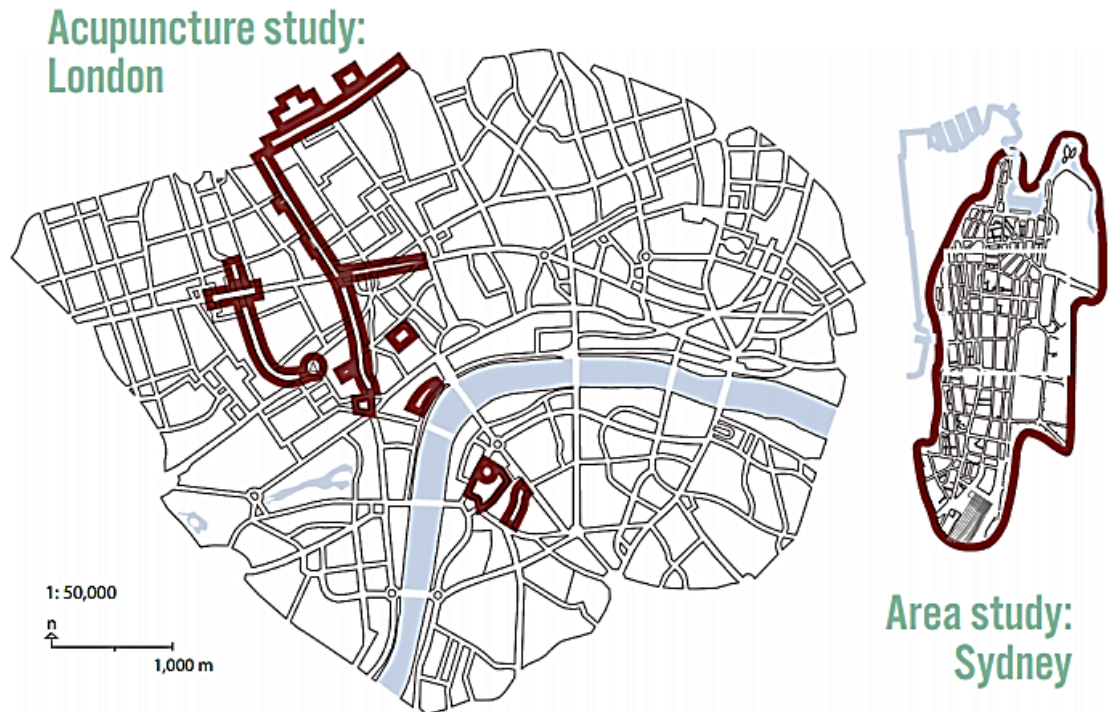 Acupuncture study:
London
1: 50,000
n
1,000 m
Area study:
Sydney